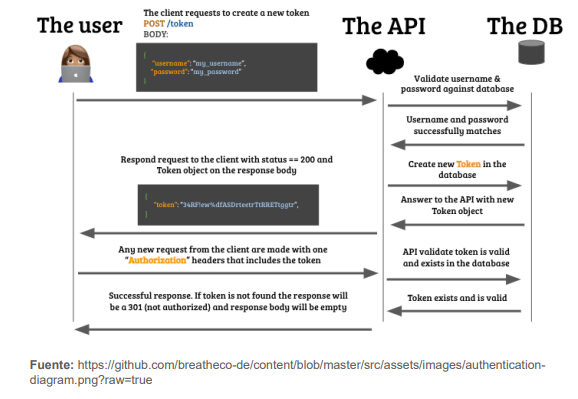 The user
The client requests to create a new token
POST /token
BODY:
{
"username": "my_username",
"password": "my_password"
}
The API
The DB
Validate username &
password against database
Username and password
successfully matches
Respond request to the client with status == 200 and
Token object on the response body
Create new Token in the
database
{
}
Answer to the API with new
Token object
Any new request from the client are made with one
"Authorization" headers that includes the token
API validate token is valid
and exists in the database
Successful response. If token is not found the response will
be a 301 (not authorized) and response body will be empty
Token exists and is valid
Fuente: https://github.com/breatheco-de/content/blob/master/src/assets/images/authentication-
diagram.png?raw=true